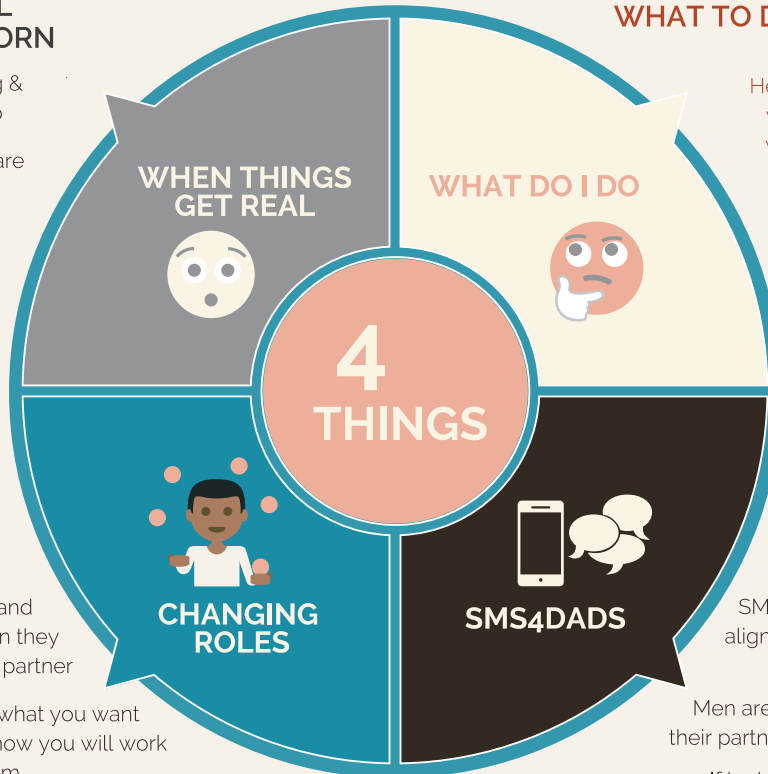 ORN
WHAT TO
&
are
WHEN THINGS
GET REAL
WHAT DO I DO
4
THINGS
CHANGING
ROLES
SMS4DADS
and
n they
partner
what you want
how you will work
align
Men are
their partn